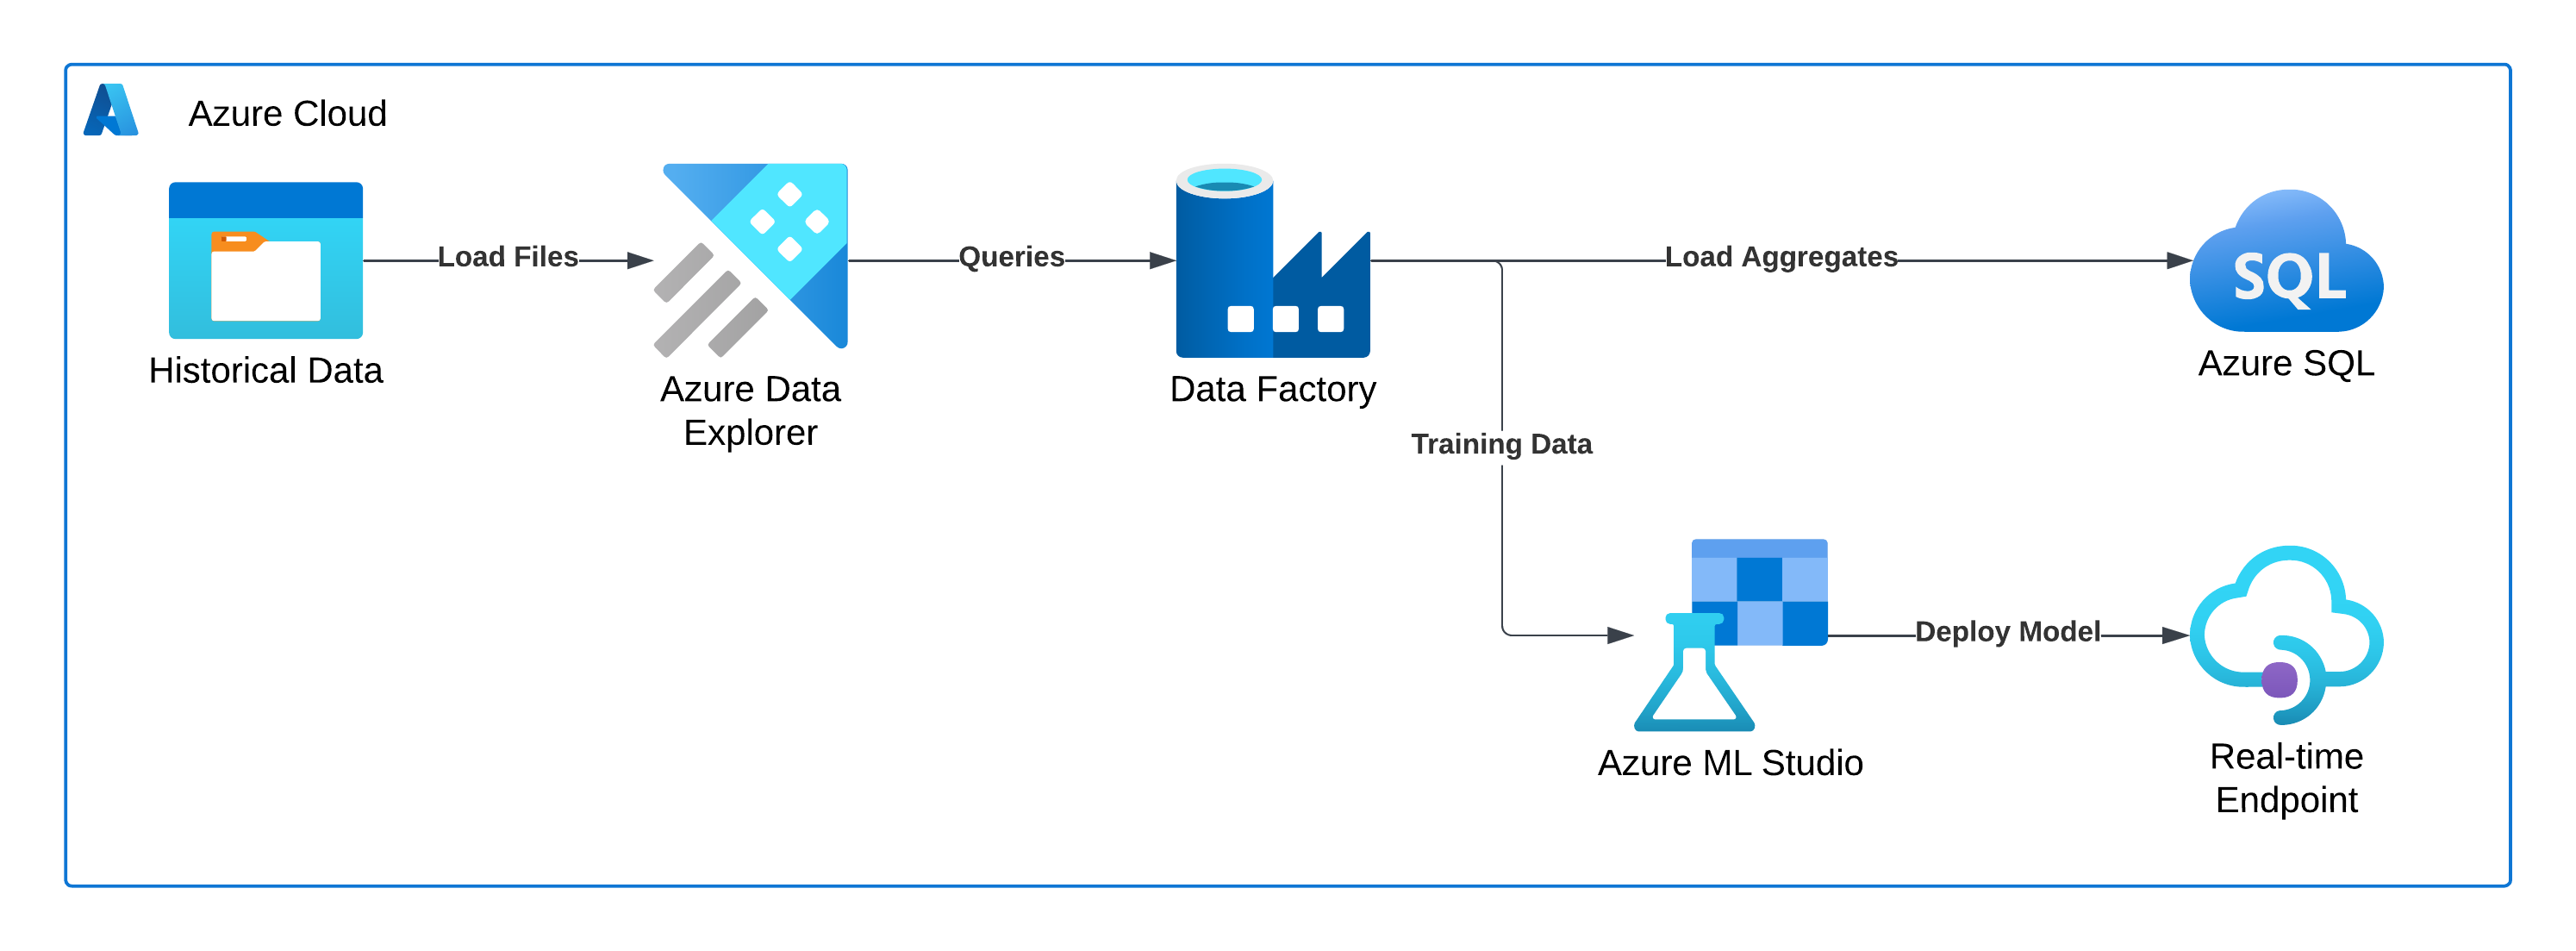 Azure Cloud
Load Files
Queries
Load Aggregates
SQL
Historical Data
Azure Data
Explorer
Data Factory
Azure SQL
Training Data
Deploy Model
Azure ML Studio
Real-time
Endpoint